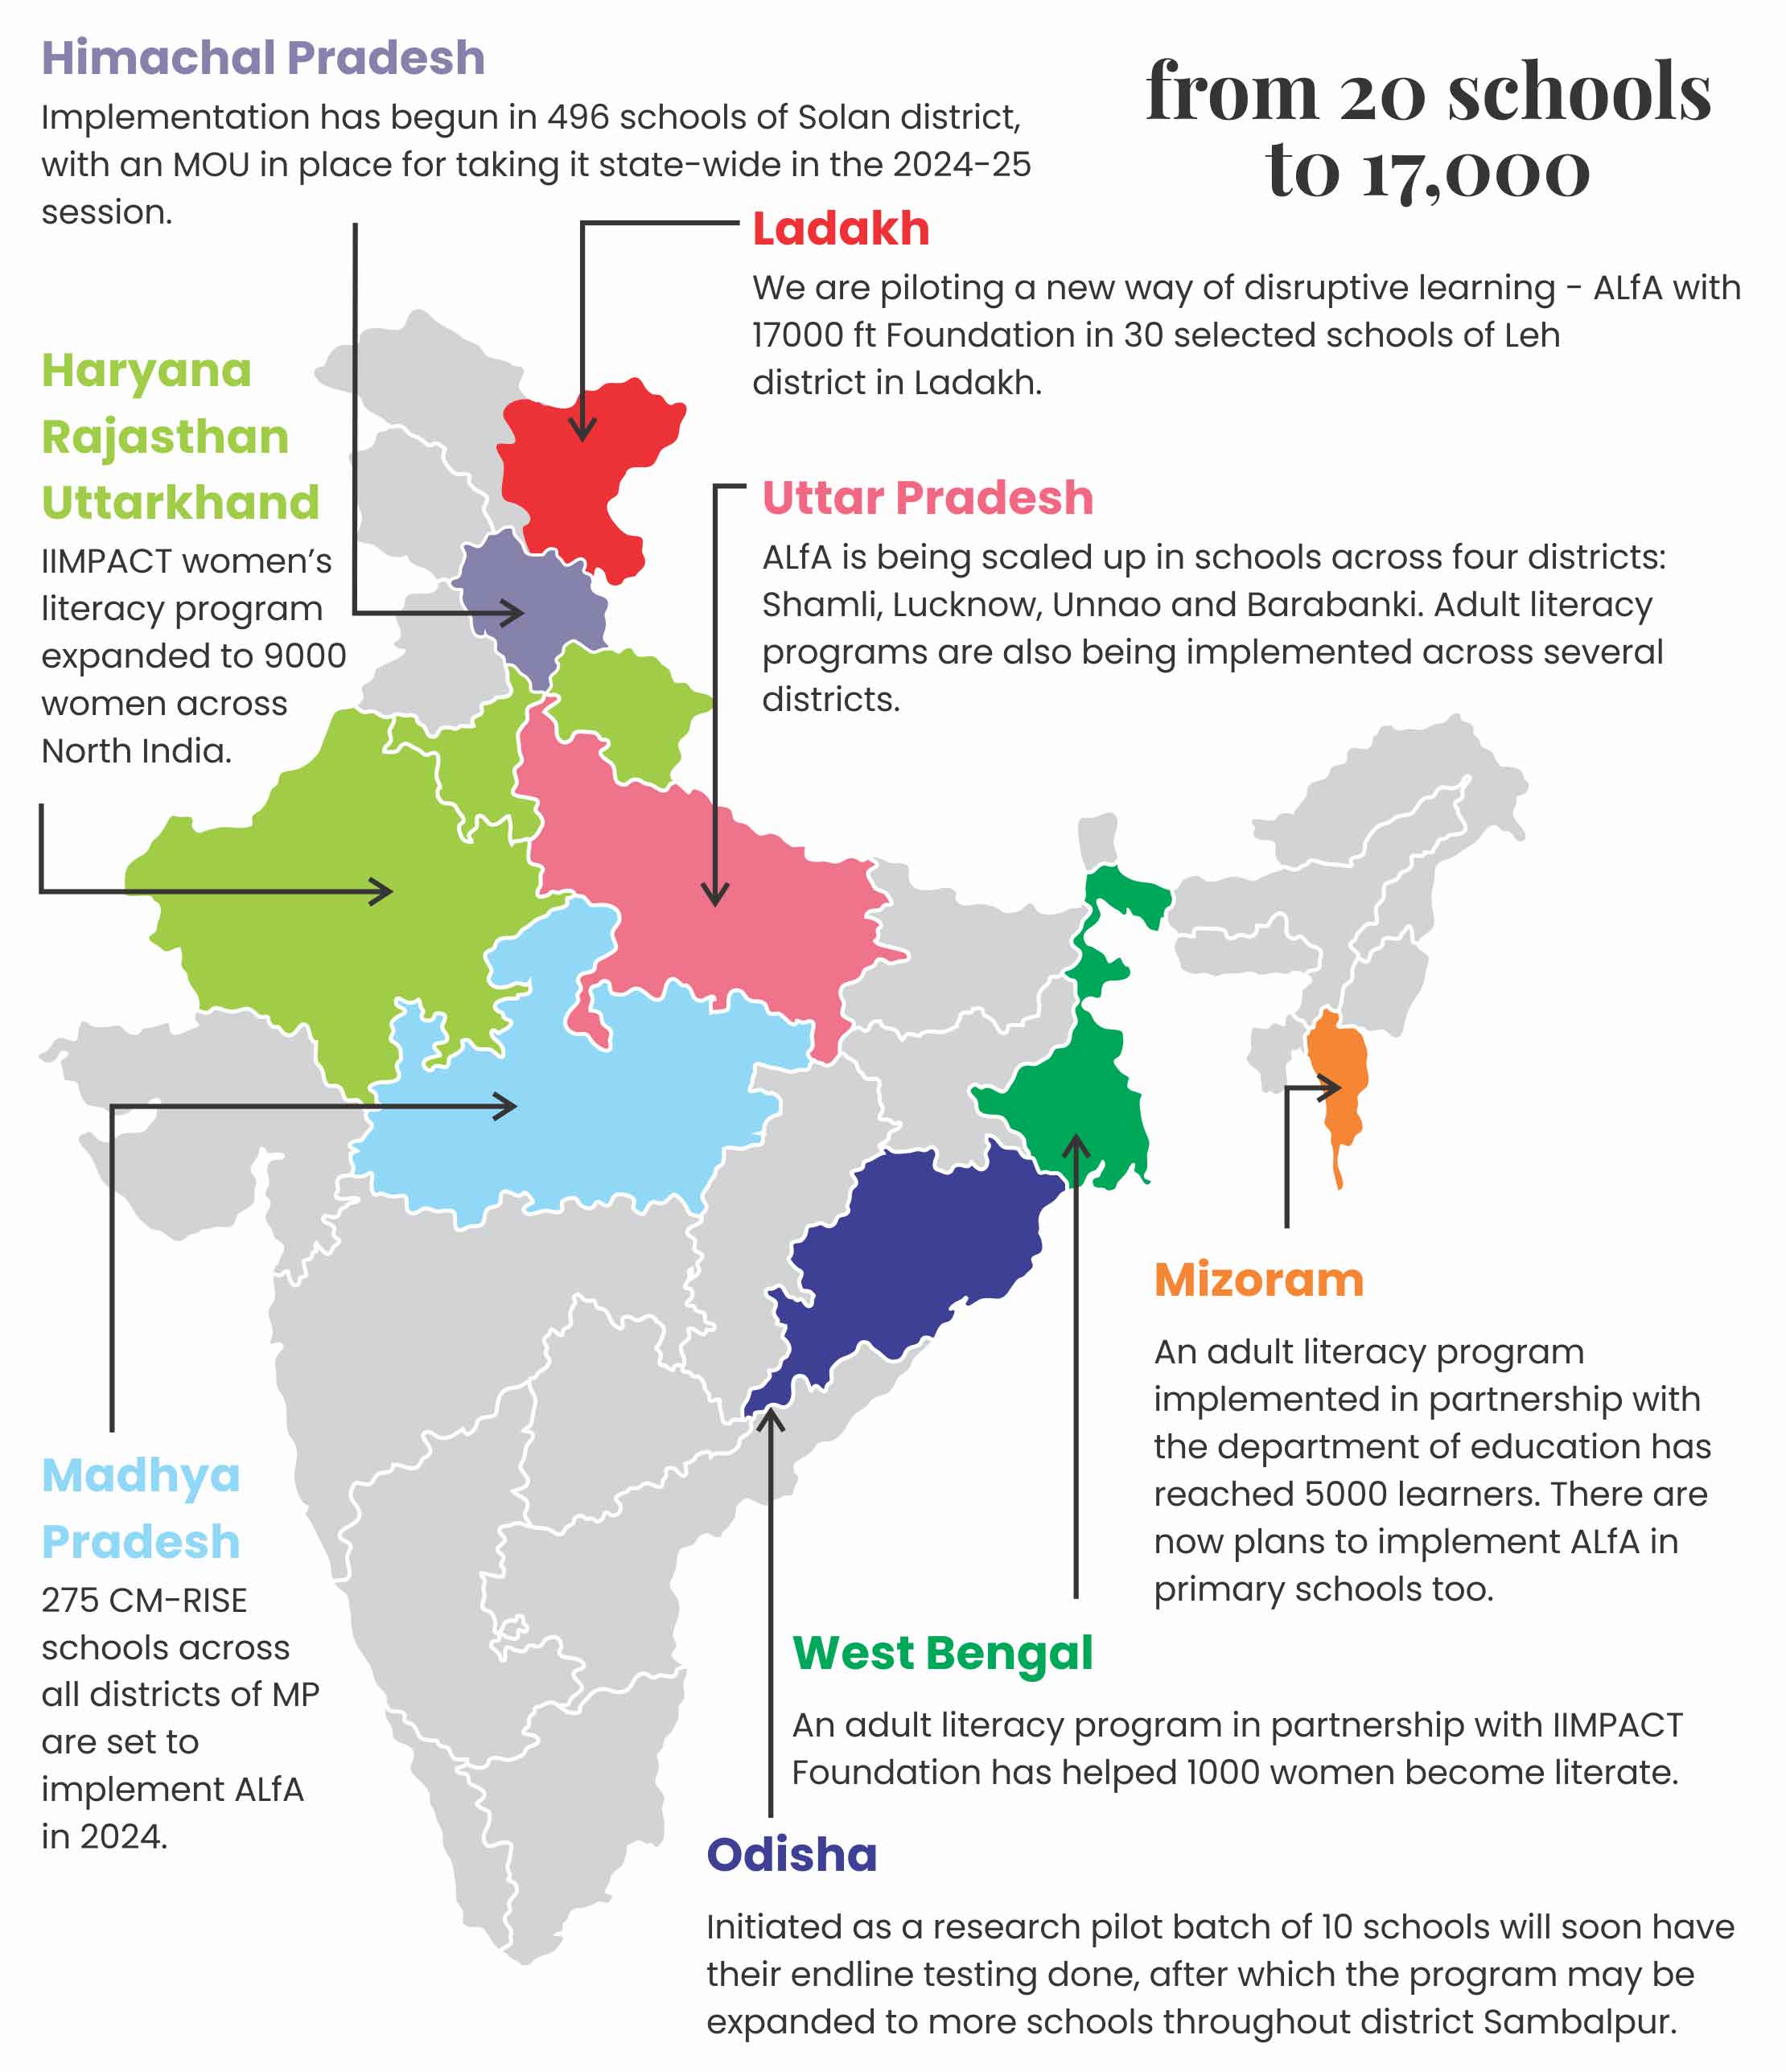 Himachal Pradesh
Implementation has begun in 496 schools of Solan district,
with an MOU in place for taking it state-wide in the 2024-25
session.
from 20 schools
to 17,000
Ladakh
We are piloting a new way of disruptive learning - ALfA with
17000 ft Foundation in 30 selected schools of Leh
district in Ladakh.
Haryana
Rajasthan
Uttarkhand
IIMPACT women's
literacy program
expanded to 9000
women across
North India.
Uttar Pradesh
ALfA is being scaled up in schools across four districts:
Shamli, Lucknow, Unnao and Barabanki. Adult literacy
programs are also being implemented across several
districts.
Mizoram
An adult literacy program
implemented in partnership with
the department of education has
reached 5000 learners. There are
now plans to implement ALfA in
primary schools too.
Madhya
Pradesh
275 CM-RISE
schools across
all districts of MP
are set to
implement ALfA
in 2024.
West Bengal
An adult literacy program in partnership with IIMPACT
Foundation has helped 1000 women become literate.
Odisha
Initiated as a research pilot batch of 10 schools will soon have
their endline testing done, after which the program may be
expanded to more schools throughout district Sambalpur.